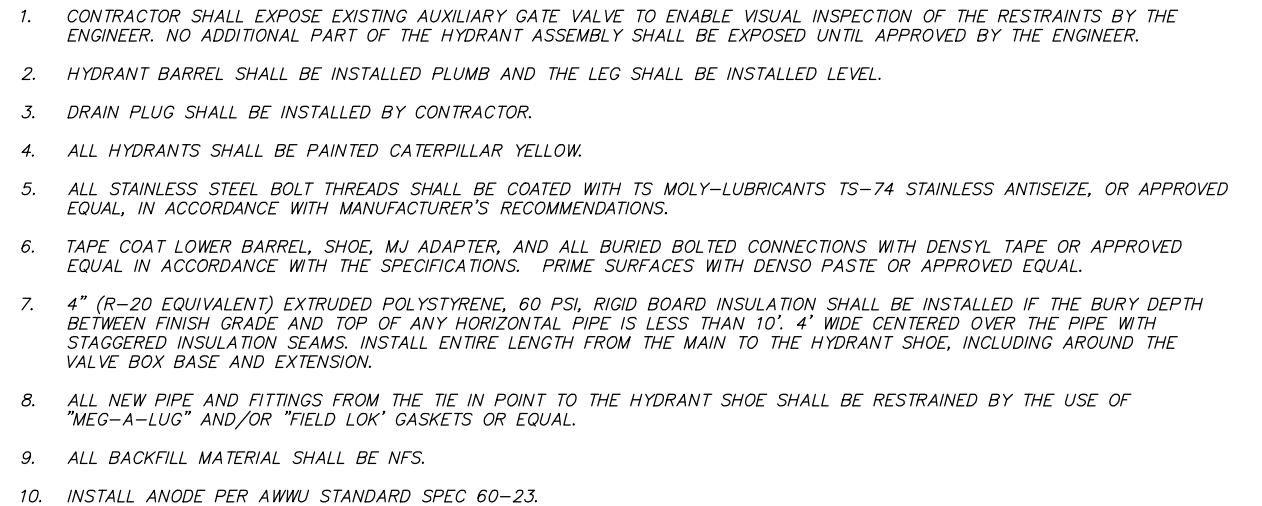 1. CONTRACTOR SHALL EXPOSE EXISTING AUXILIARY GATE VALVE TO ENABLE VISUAL INSPECTION OF THE RESTRAINTS BY THE
ENGINEER. NO ADDITIONAL PART OF THE HYDRANT ASSEMBLY SHALL BE EXPOSED UNTIL APPROVED BY THE ENGINEER.
2. HYDRANT BARREL SHALL BE INSTALLED PLUMB AND THE LEG SHALL BE INSTALLED LEVEL.
3. DRAIN PLUG SHALL BE INSTALLED BY CONTRACTOR.
4. ALL HYDRANTS SHALL BE PAINTED CATERPILLAR YELLOW.
5. ALL STAINLESS STEEL BOLT THREADS SHALL BE COATED WITH TS MOLY-LUBRICANTS TS-74 STAINLESS ANTISEIZE, OR APPROVED
EQUAL, IN ACCORDANCE WITH MANUFACTURER'S RECOMMENDATIONS.
6. TAPE COAT LOWER BARREL, SHOE, MJ ADAPTER, AND ALL BURIED BOLTED CONNECTIONS WITH DENSYL TAPE OR APPROVED
EQUAL IN ACCORDANCE WITH THE SPECIFICATIONS. PRIME SURFACES WITH DENSO PASTE OR APPROVED EQUAL.
7. 4" (R-20 EQUIVALENT) EXTRUDED POLYSTYRENE, 60 PSI, RIGID BOARD INSULATION SHALL BE INSTALLED IF THE BURY DEPTH
BETWEEN FINISH GRADE AND TOP OF ANY HORIZONTAL PIPE IS LESS THAN 10'. 4' WIDE CENTERED OVER THE PIPE WITH
STAGGERED INSULATION SEAMS. INSTALL ENTIRE LENGTH FROM THE MAIN TO THE HYDRANT SHOE, INCLUDING AROUND THE
VALVE BOX BASE AND EXTENSION.
8. ALL NEW PIPE AND FITTINGS FROM THE TIE IN POINT TO THE HYDRANT SHOE SHALL BE RESTRAINED BY THE USE OF
"MEG-A-LUG" AND/OR "FIELD LOK' GASKETS OR EQUAL.
9. ALL BACKFILL MATERIAL SHALL BE NFS.
10. INSTALL ANODE PER AWWU STANDARD SPEC 60-23.